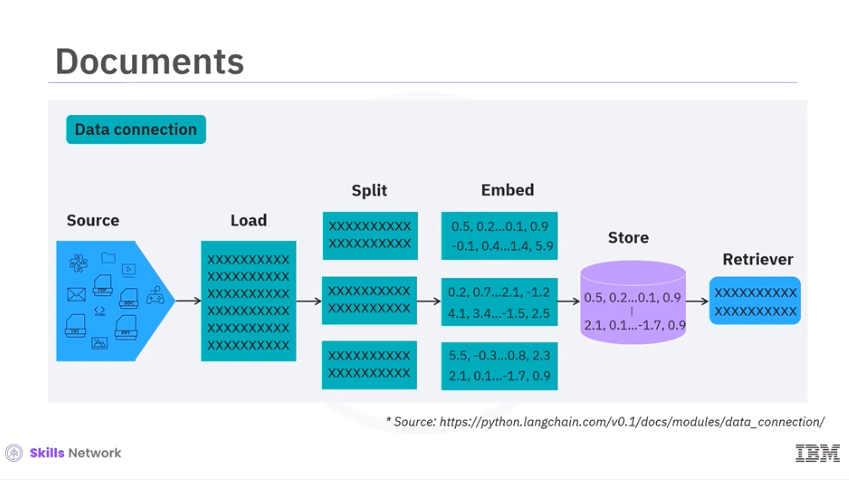 Documents
Data connection
Source
Load
XXXXXXXXXX
XXXXXXXXXX
XXXXXXXXXX
XXXXXXXXXX
XXXXXXXXXX
XXXXXXXXXX
Split
XXXXXXXXXX
XXXXXXXXXX
XXXXXXXXXX
XXXXXXXXXX
XXXXXXXXXX
XXXXXXXXXX
Embed
0.5, 0.2...0.1, 0.9
-0.1, 0.4...1.4, 5.9
0.2, 0.7...2.1, -1.2
4.1, 3.4...-1.5, 2.5
5.5, -0.3...0.8, 2.3
2.1, 0.1...-1.7, 0.9
Store
0.5, 0.2...0.1, 0.9
2.1, 0.1...-1.7, 0.9
Retriever
XXXXXXXXXX
XXXXXXXXXX
* Source: https://python.langchain.com/v0.1/docs/modules/data_connection/
Skills Network
IBM